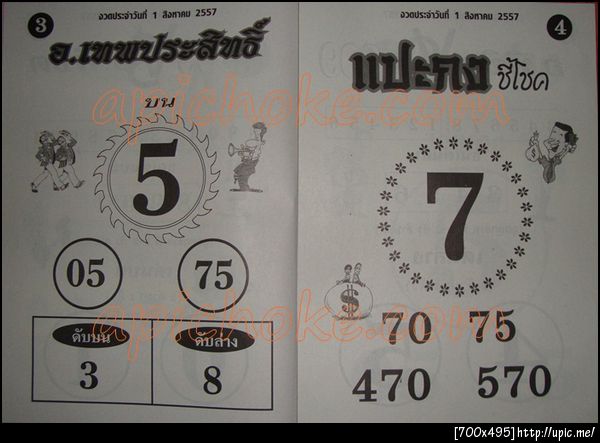 3
งวดประจำวันที่ 1 สิงหาคม 2557
อ.เทพประสิทธิ์
บน
5
05 75
ดับบน ดับล่าง
3 8
งวดประจำวันที่ 1 สิงหาคม 2557
4
แปะกง ชี้โชค
7
$
70 75
470 570
apichoke.com
apichoke.com
[700x495]http://upic.me/